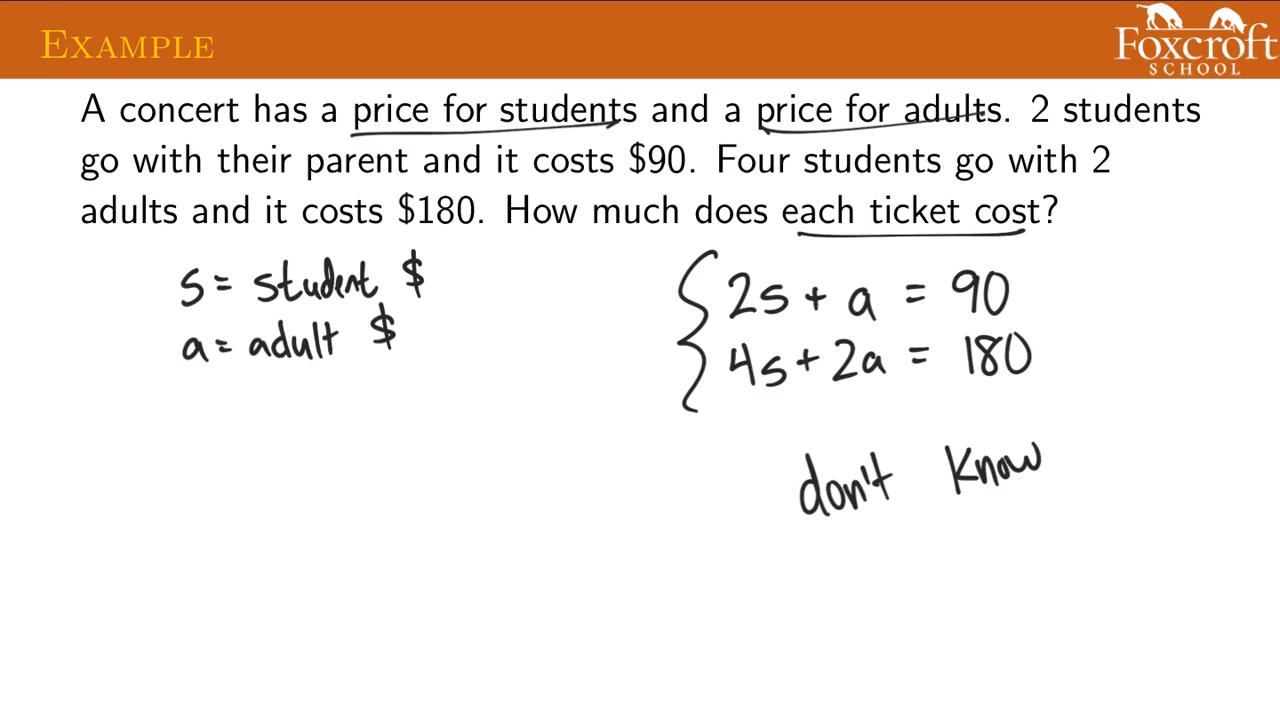 EXAMPLE
Foxcroft
SCHOOL
A concert has a price for students and a price for adults. 2 students
go with their parent and it costs $90. Four students go with 2
adults and it costs $180. How much does each ticket cost?
s = student $
a = adult $
2s + a = 90
4s + 2a = 180
don't know